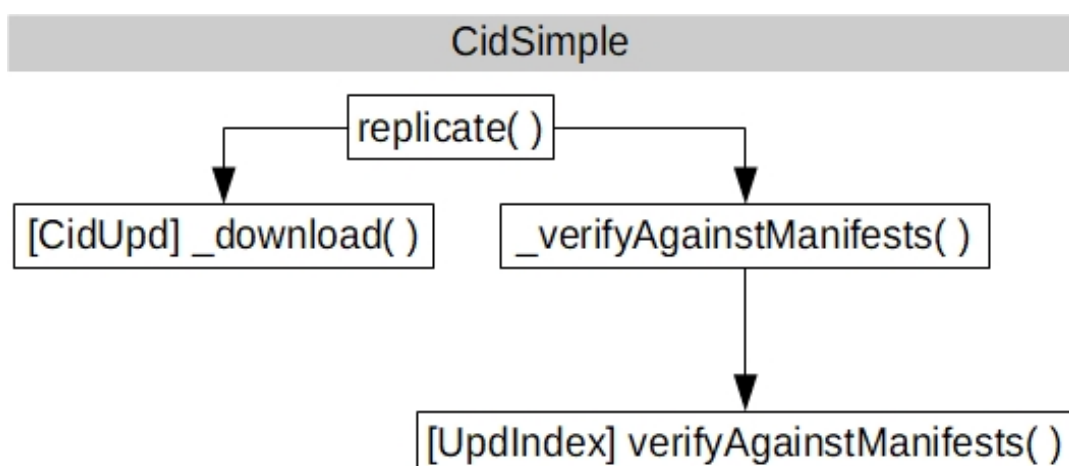 CidSimple
replicate( )
[CidUpd] _download( )
_verifyAgainstManifests( )
[UpdIndex] verifyAgainstManifests( )